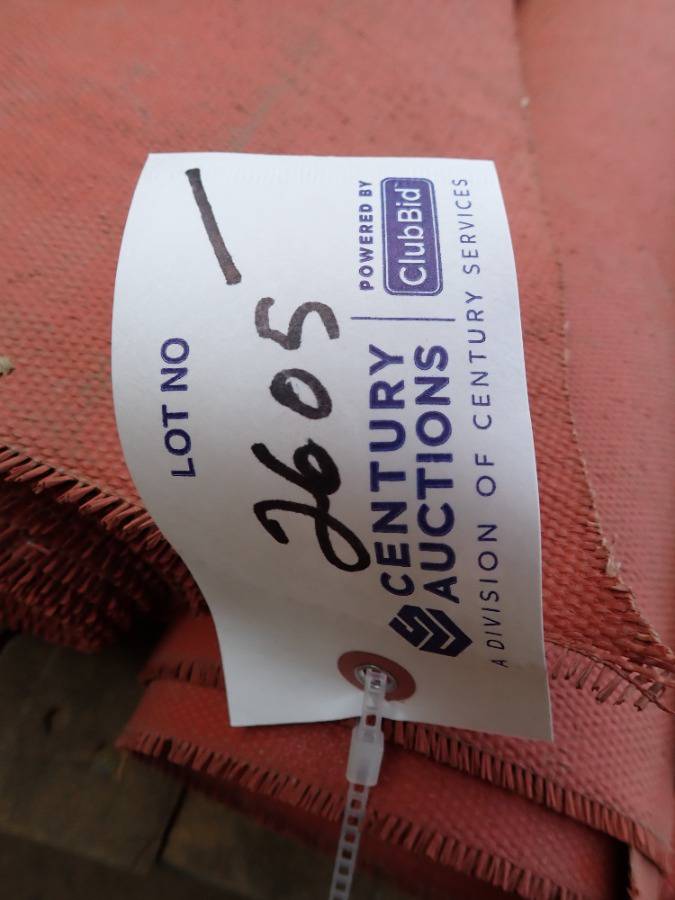 LOT NO
2605 —
CENTURY
AUCTIONS
POWERED BY
ClubBid
A DIVISION OF CENTURY SERVICES